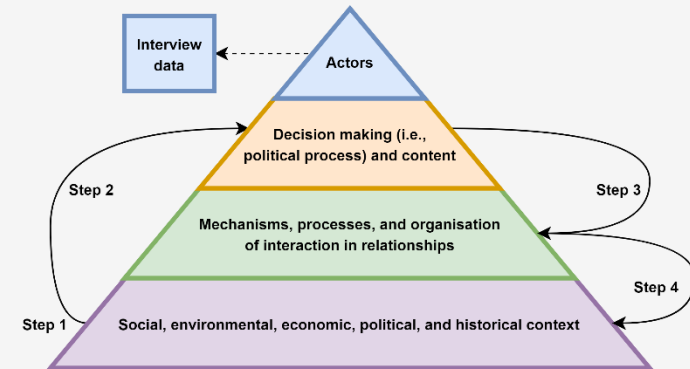 Interview
data
Actors
Decision making (i.e.,
political process) and content
Step 2
Step 3
Mechanisms, processes, and organisation
of interaction in relationships
Step 4
Step 1
Social, environmental, economic, political, and historical context